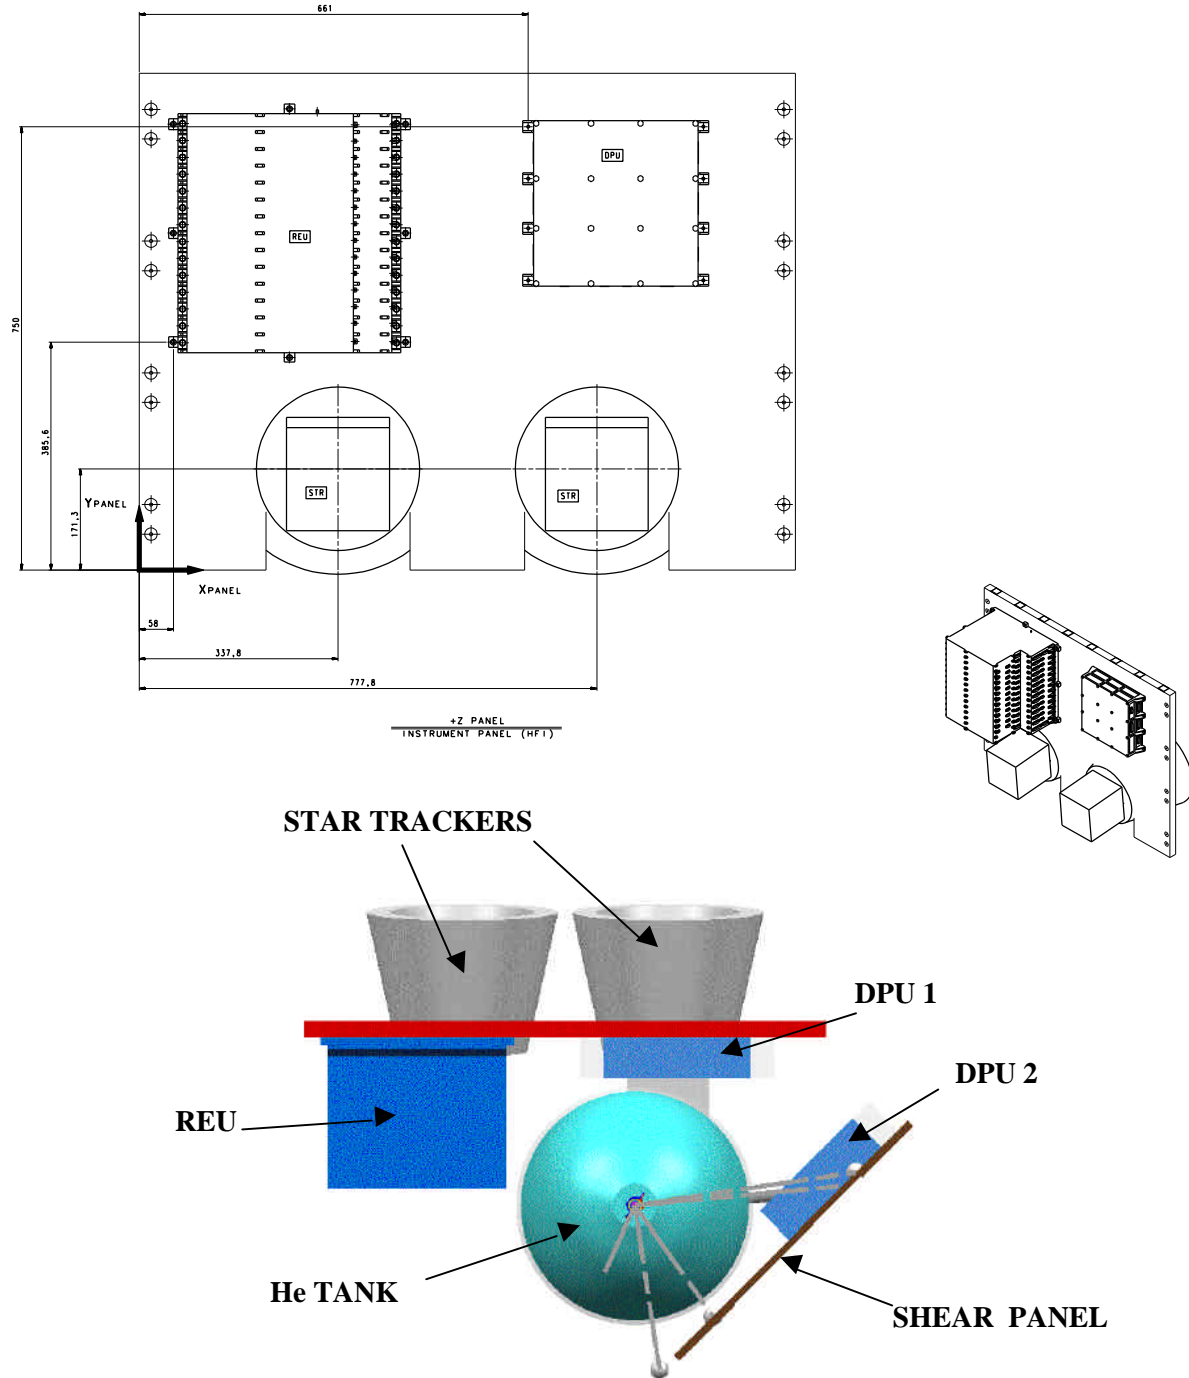 661
DPU
REU
750
385,6
171,3
STR
STR
YPANEL
XPANEL
58
337,8
777,8
+Z PANEL
INSTRUMENT PANEL (HFI)
STAR TRACKERS
DPU 1
DPU 2
REU
He TANK
SHEAR PANEL